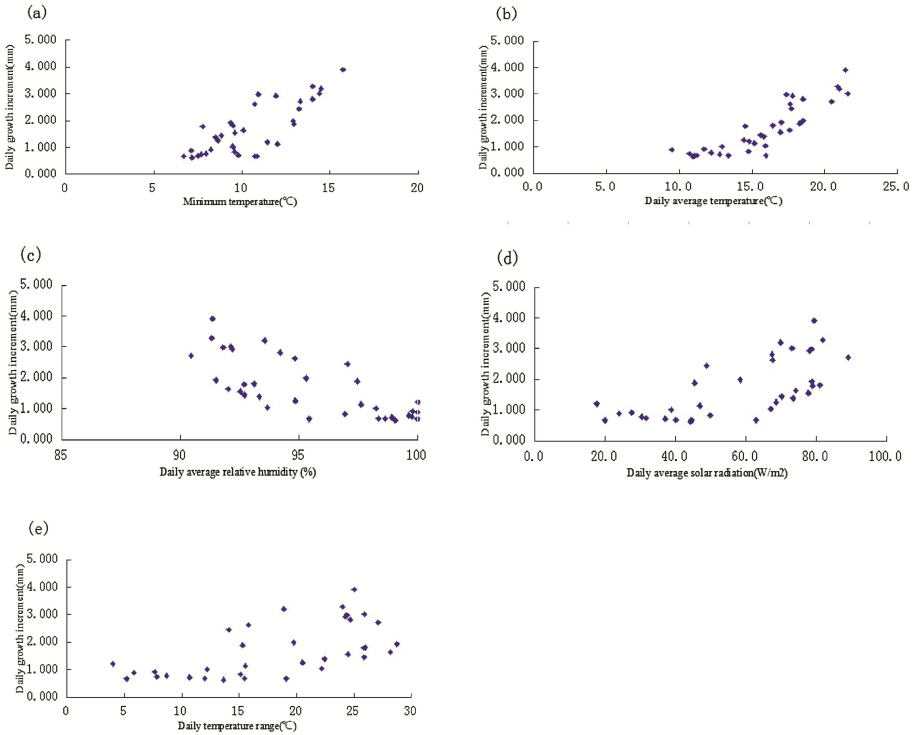 (a)
Daily growth increment(mm)
5.000
4.000
3.000
2.000
1.000
0.000
0 5 10 15 20
Minimum temperature(℃)
(b)
Daily growth increment(mm)
5.000
4.000
3.000
2.000
1.000
0.000
0.0 5.0 10.0 15.0 20.0 25.0
Daily average temperature(℃)
(c)
Daily growth increment(mm)
5.000
4.000
3.000
2.000
1.000
0.000
85 90 95 100
Daily average relative humidity (%)
(d)
Daily growth increment(mm)
5.000
4.000
3.000
2.000
1.000
0.000
0.0 20.0 40.0 60.0 80.0 100.0
Daily average solar radiation(W/m2)
(e)
Daily growth increment(mm)
5.000
4.000
3.000
2.000
1.000
0.000
0 5 10 15 20 25 30
Daily temperature range(℃)